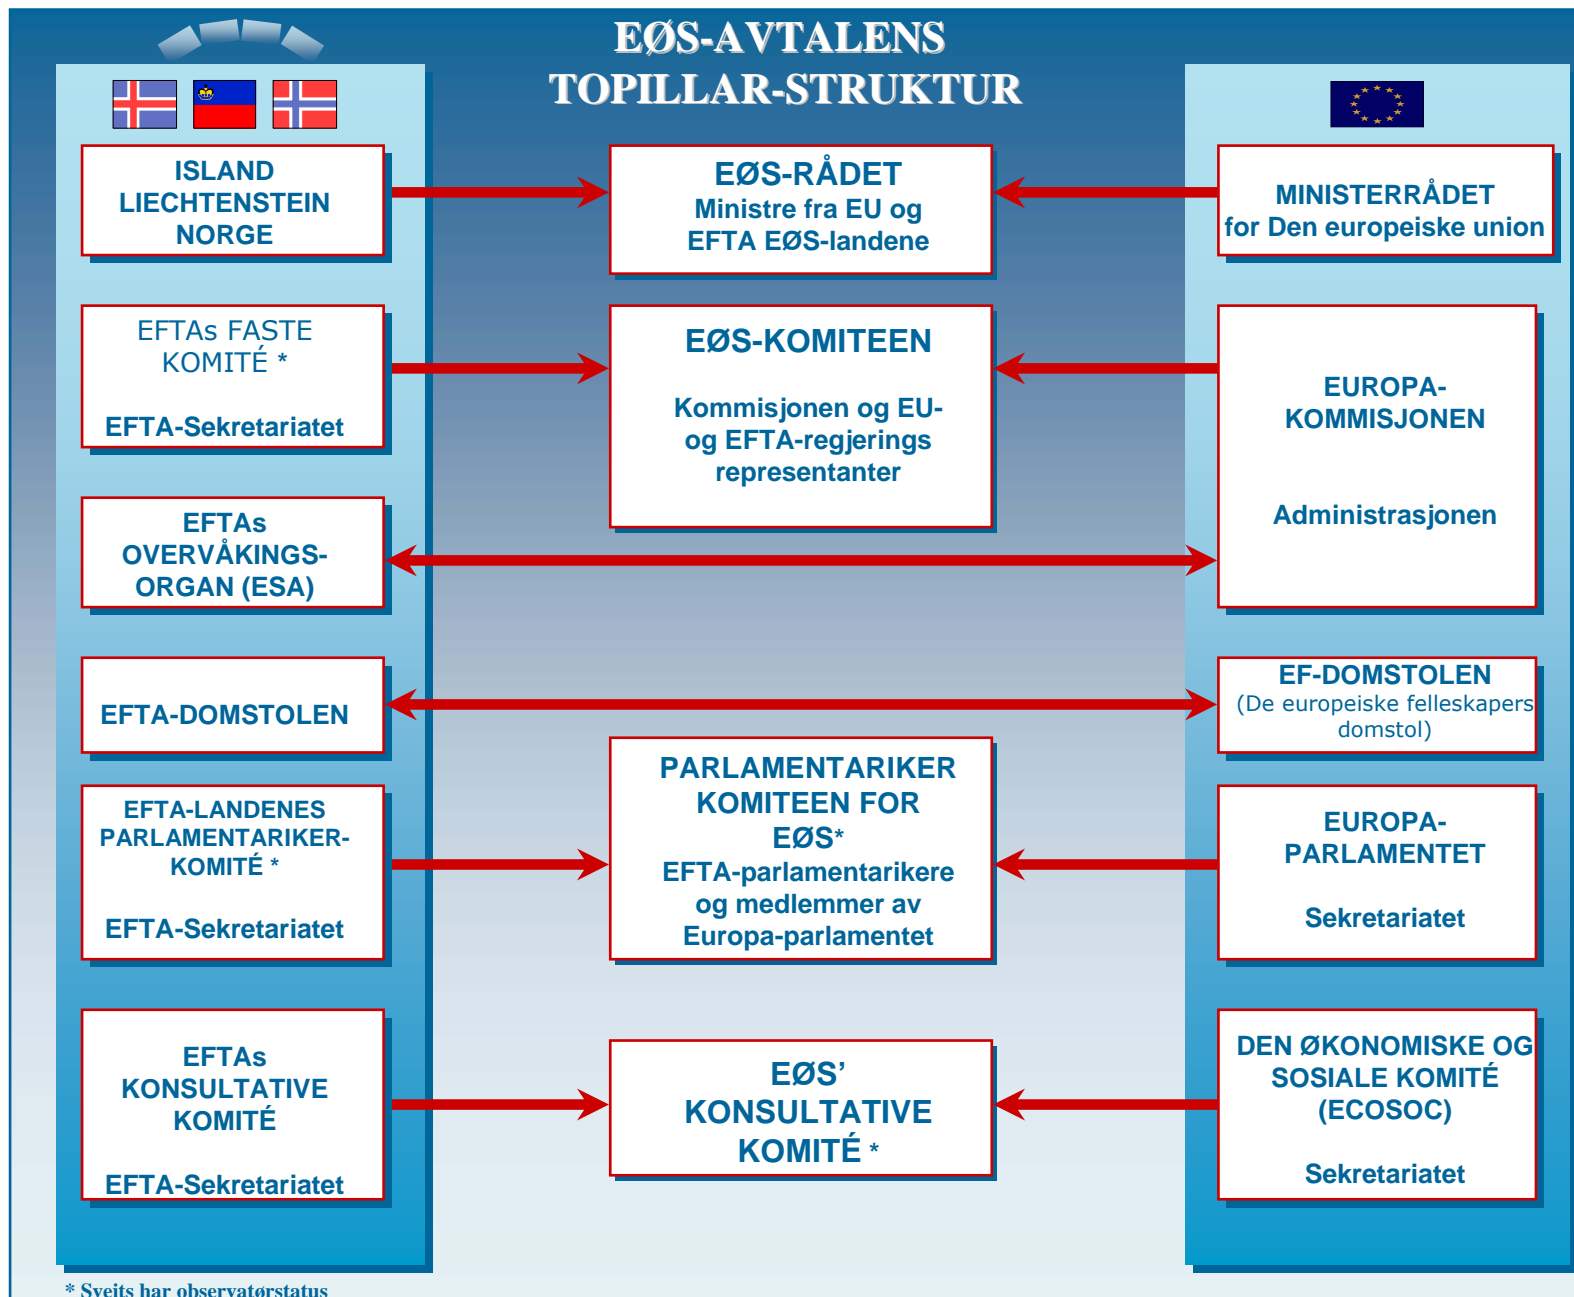 EØS-AVTALENS
TOPILLAR-STRUKTUR
ISLAND
LIECHTENSTEIN
NORGE
EØS-RÅDET
Ministre fra EU og
EFTA EØS-landene
MINISTERRÅDET
for Den europeiske union
EFTAs FASTE
KOMITÉ *
EFTA-Sekretariatet
EØS-KOMITEEN
Kommisjonen og EU-
og EFTA-regjerings
representanter
EUROPA-
KOMMISJONEN
Administrasjonen
EFTAs
OVERVÅKINGS-
ORGAN (ESA)
EFTA-DOMSTOLEN
EF-DOMSTOLEN
(De europeiske felleskapers
domstol)
EFTA-LANDENES
PARLAMENTARIKER-
KOMITÉ *
EFTA-Sekretariatet
PARLAMENTARIKER
KOMITEEN FOR
EØS*
EFTA-parlamentarikere
og medlemmer av
Europa-parlamentet
EUROPA-
PARLAMENTET
Sekretariatet
EFTAs
KONSULTATIVE
KOMITÉ
EFTA-Sekretariatet
EØS’
KONSULTATIVE
KOMITÉ *
DEN ØKONOMISKE OG
SOSIALE KOMITÉ
(ECOSOC)
Sekretariatet
* Sveits har observatørstatus